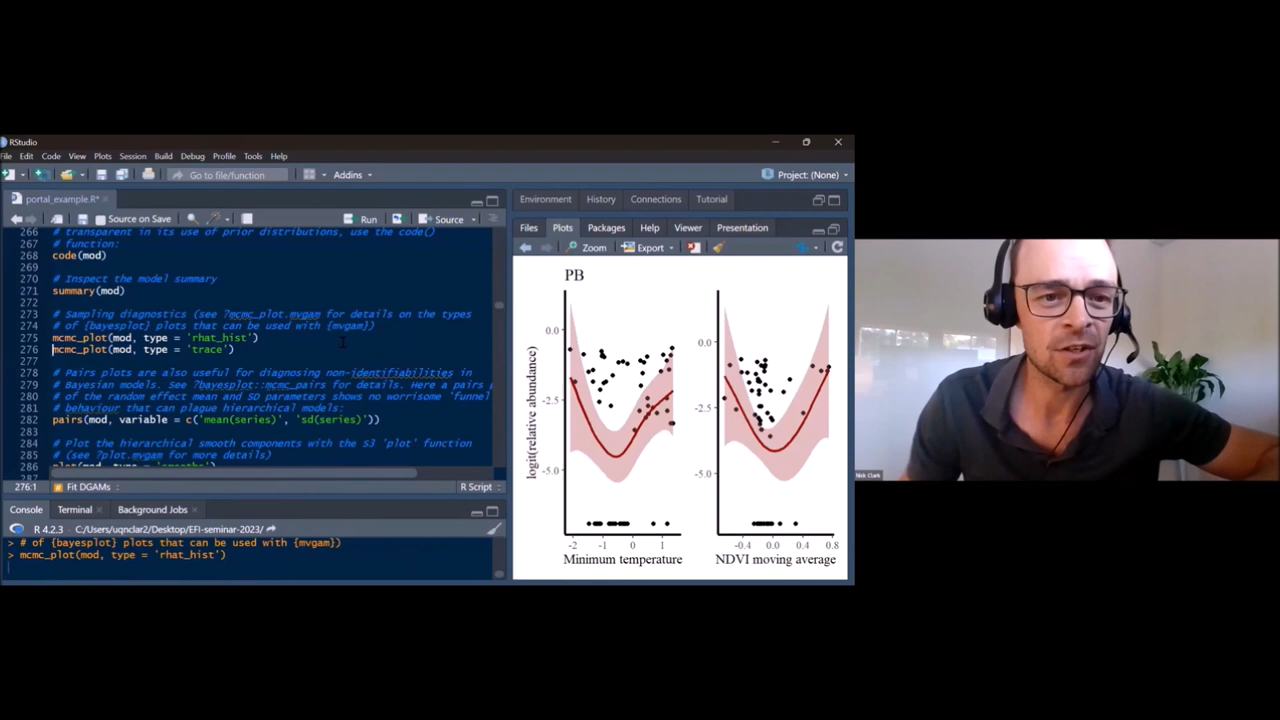 RStudio
File Edit Code View Plots Session Build Debug Profile Tools Help
Go to file/function Addins Project: (None)
portal_example.R*
Source on Save Run Source
266 # transparent in its use of prior distributions, use the code()
267 # function:
268 code(mod)
269
270 # Inspect the model summary
271 summary(mod)
272
273 # Sampling diagnostics (see ?mcmc_plot.mvgam for details on the types
274 # of {bayesplot} plots that can be used with {mvgam})
275 mcmc_plot(mod, type = 'rhat_hist')
276 mcmc_plot(mod, type = 'trace')
277
278 # Pairs plots are also useful for diagnosing non-identifiabilities in
279 # Bayesian models. See ?bayesplot::mcmc_pairs for details. Here a pairs p
280 # of the random effect mean and SD parameters shows no worrisome 'funnel
281 # behaviour that can plague hierarchical models:
282 pairs(mod, variable = c('mean(series)', 'sd(series)'))
283
284 # Plot the hierarchical smooth components with the S3 'plot' function
285 # (see ?plot.mvgam for more details)
286 plot(mod, type = 'smooths')
287
276:1 Fit DGAMs R Script
Console Terminal Background Jobs
R 4.2.3 · C:/Users/uqnclar2/Desktop/EFI-seminar-2023/
> # of {bayesplot} plots that can be used with {mvgam})
> mcmc_plot(mod, type = 'rhat_hist')
Environment History Connections Tutorial
Files Plots Packages Help Viewer Presentation
Zoom Export
PB
logit(relative abundance)
0.0
-2.5
-5.0
-2 -1 0 1
Minimum temperature
0.0
-2.5
-5.0
-0.4 0.0 0.4 0.8
NDVI moving average
Nick Clark